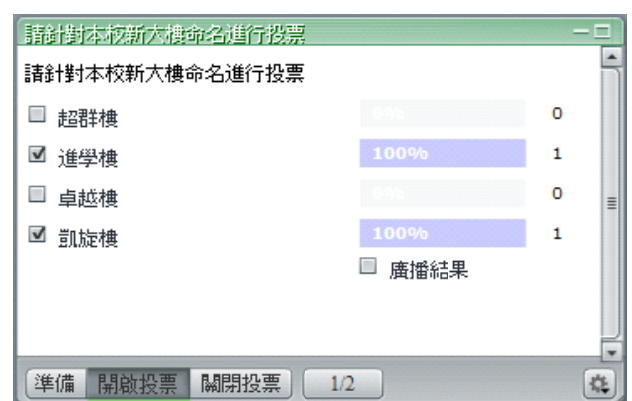 請針對本校新大樓命名進行投票
請針對本校新大樓命名進行投票
超群樓 0% 0
進學樓 100% 1
卓越樓 0% 0
凱旋樓 100% 1
廣播結果
準備 開啟投票 關閉投票 1/2